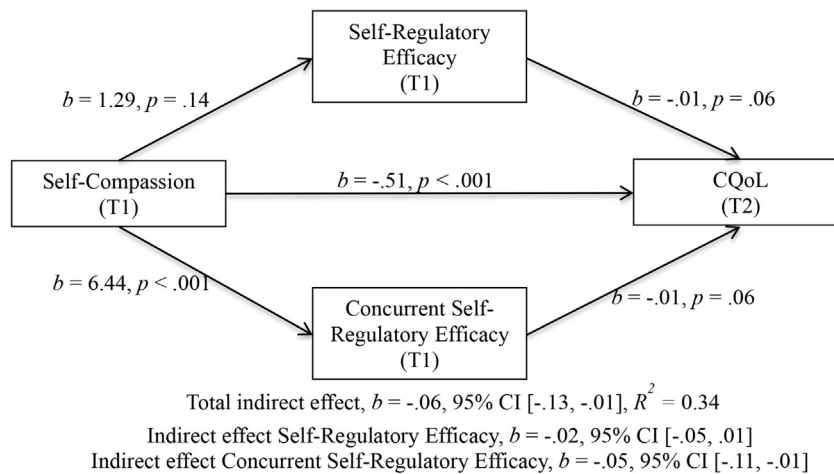 Self-Regulatory
Efficacy
(T1)
b = 1.29, p = .14
b = -.01, p = .06
Self-Compassion
(T1)
b = -.51, p < .001
CQoL
(T2)
b = 6.44, p < .001
b = -.01, p = .06
Concurrent Self-
Regulatory Efficacy
(T1)
Total indirect effect, b = -.06, 95% CI [-.13, -.01], R² = 0.34
Indirect effect Self-Regulatory Efficacy, b = -.02, 95% CI [-.05, .01]
Indirect effect Concurrent Self-Regulatory Efficacy, b = -.05, 95% CI [-.11, -.01]